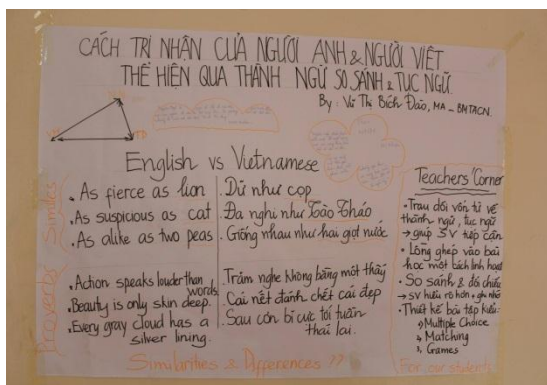 CÁCH TRI NHẬN CỦA NGƯỜI ANH & NGƯỜI VIỆT
THỂ HIỆN QUA THÀNH NGỮ SO SÁNH & TỤC NGỮ
By: Vũ Thị Bích Đào, MA - BMTACN.
English vs Vietnamese
Similes
. As fierce as lion
. As suspicious as cat
. As alike as two peas
. Dữ như cọp
. Đa nghi như Tào Tháo
. Giống nhau như hai giọt nước
Proverbs
. Action speaks louder than words.
. Beauty is only skin deep.
. Every gray cloud has a
silver lining.
. Trăm nghe không bằng một thấy
. Cái nết đánh chết cái đẹp
. Sau cơn bĩ cực tới tuần
thái lai.
Similarities & Differences ??
Teachers' Corner
• Trau dồi vốn từ về
thành ngữ, tục ngữ
→ giúp SV tiếp cận
• Lồng ghép vào bài
học một cách linh hoạt
• So sánh & đối chiếu
→ SV hiểu rõ hơn & ghi nhớ
• Thiết kế bài tập kiểu:
Multiple Choice
Matching
Games
For our students